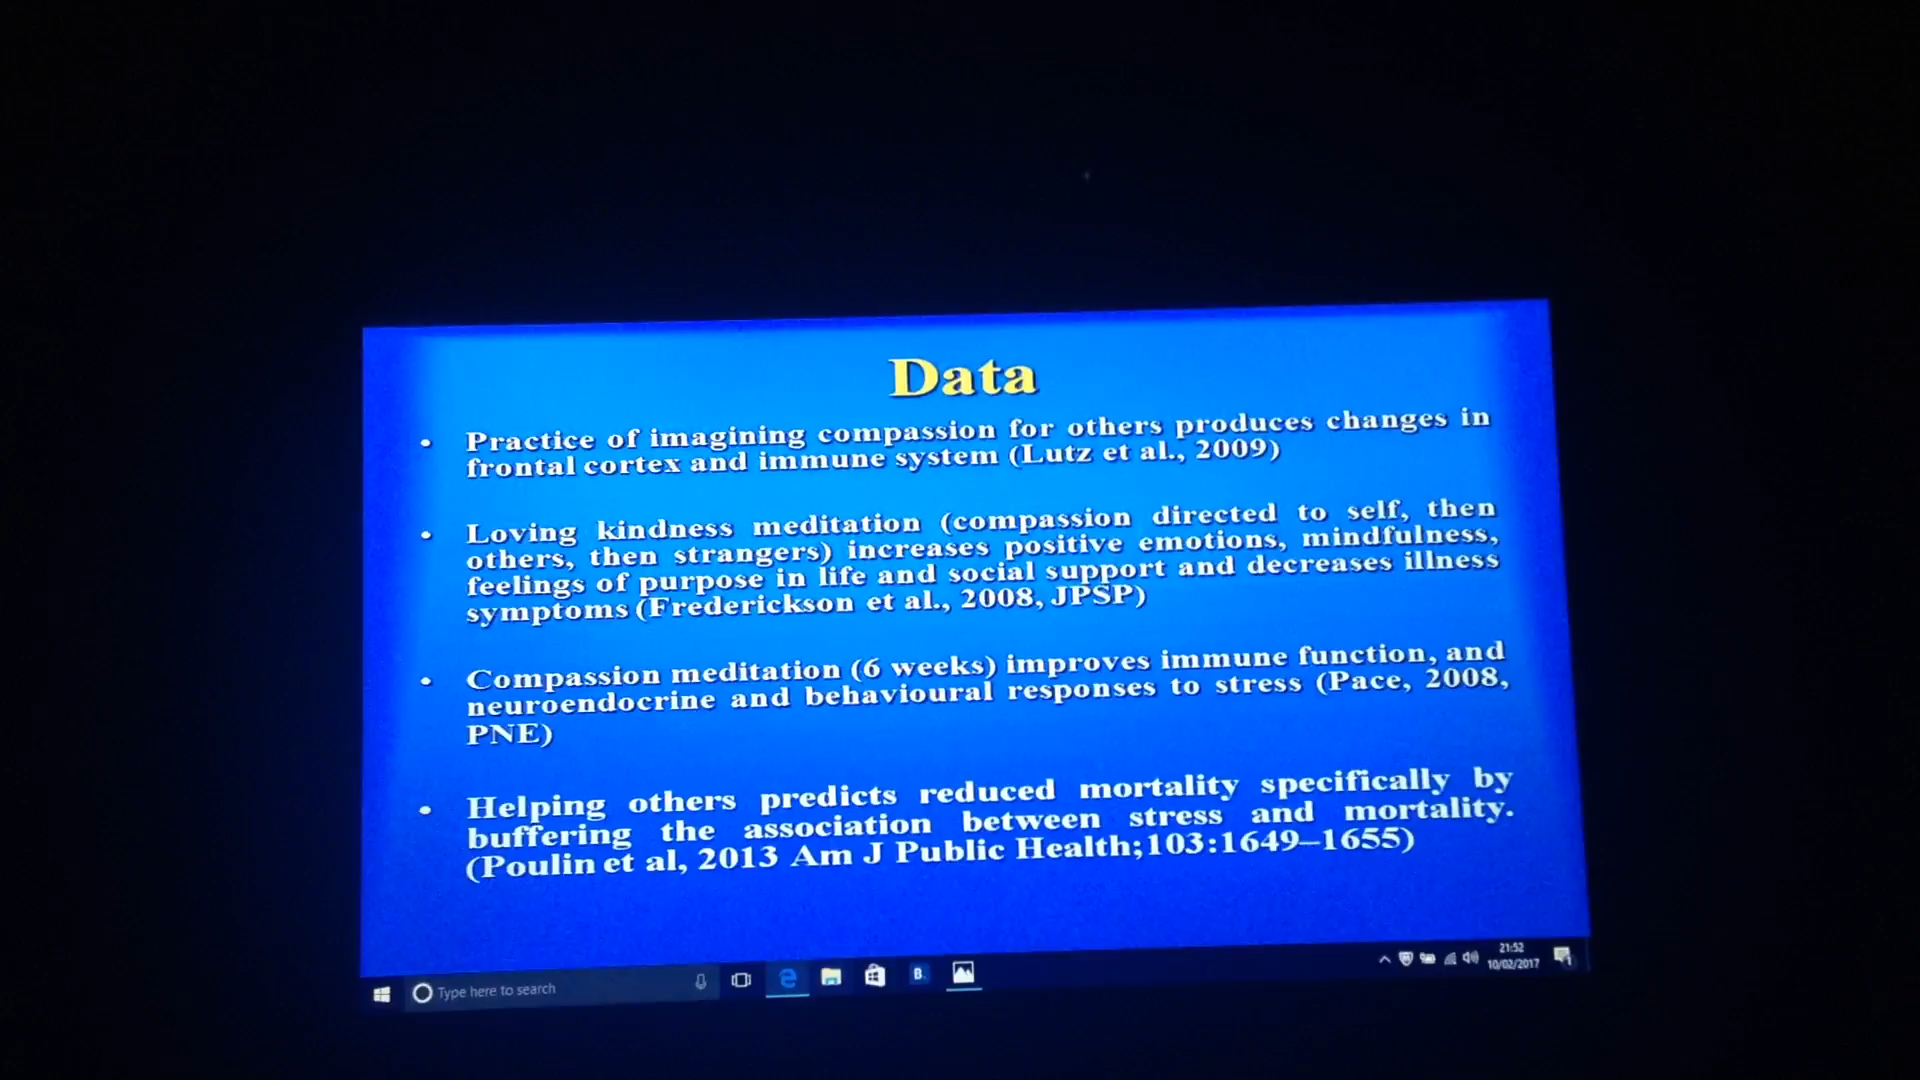 Data
• Practice of imagining compassion for others produces changes in
frontal cortex and immune system (Lutz et al., 2009)
• Loving kindness meditation (compassion directed to self, then
others, then strangers) increases positive emotions, mindfulness,
feelings of purpose in life and social support and decreases illness
symptoms (Frederickson et al., 2008, JPSP)
• Compassion meditation (6 weeks) improves immune function, and
neuroendocrine and behavioural responses to stress (Pace, 2008,
PNE)
• Helping others predicts reduced mortality specifically by
buffering the association between stress and mortality.
(Poulin et al, 2013 Am J Public Health;103:1649–1655)
Type here to search
B.
21:52
10/02/2017
1